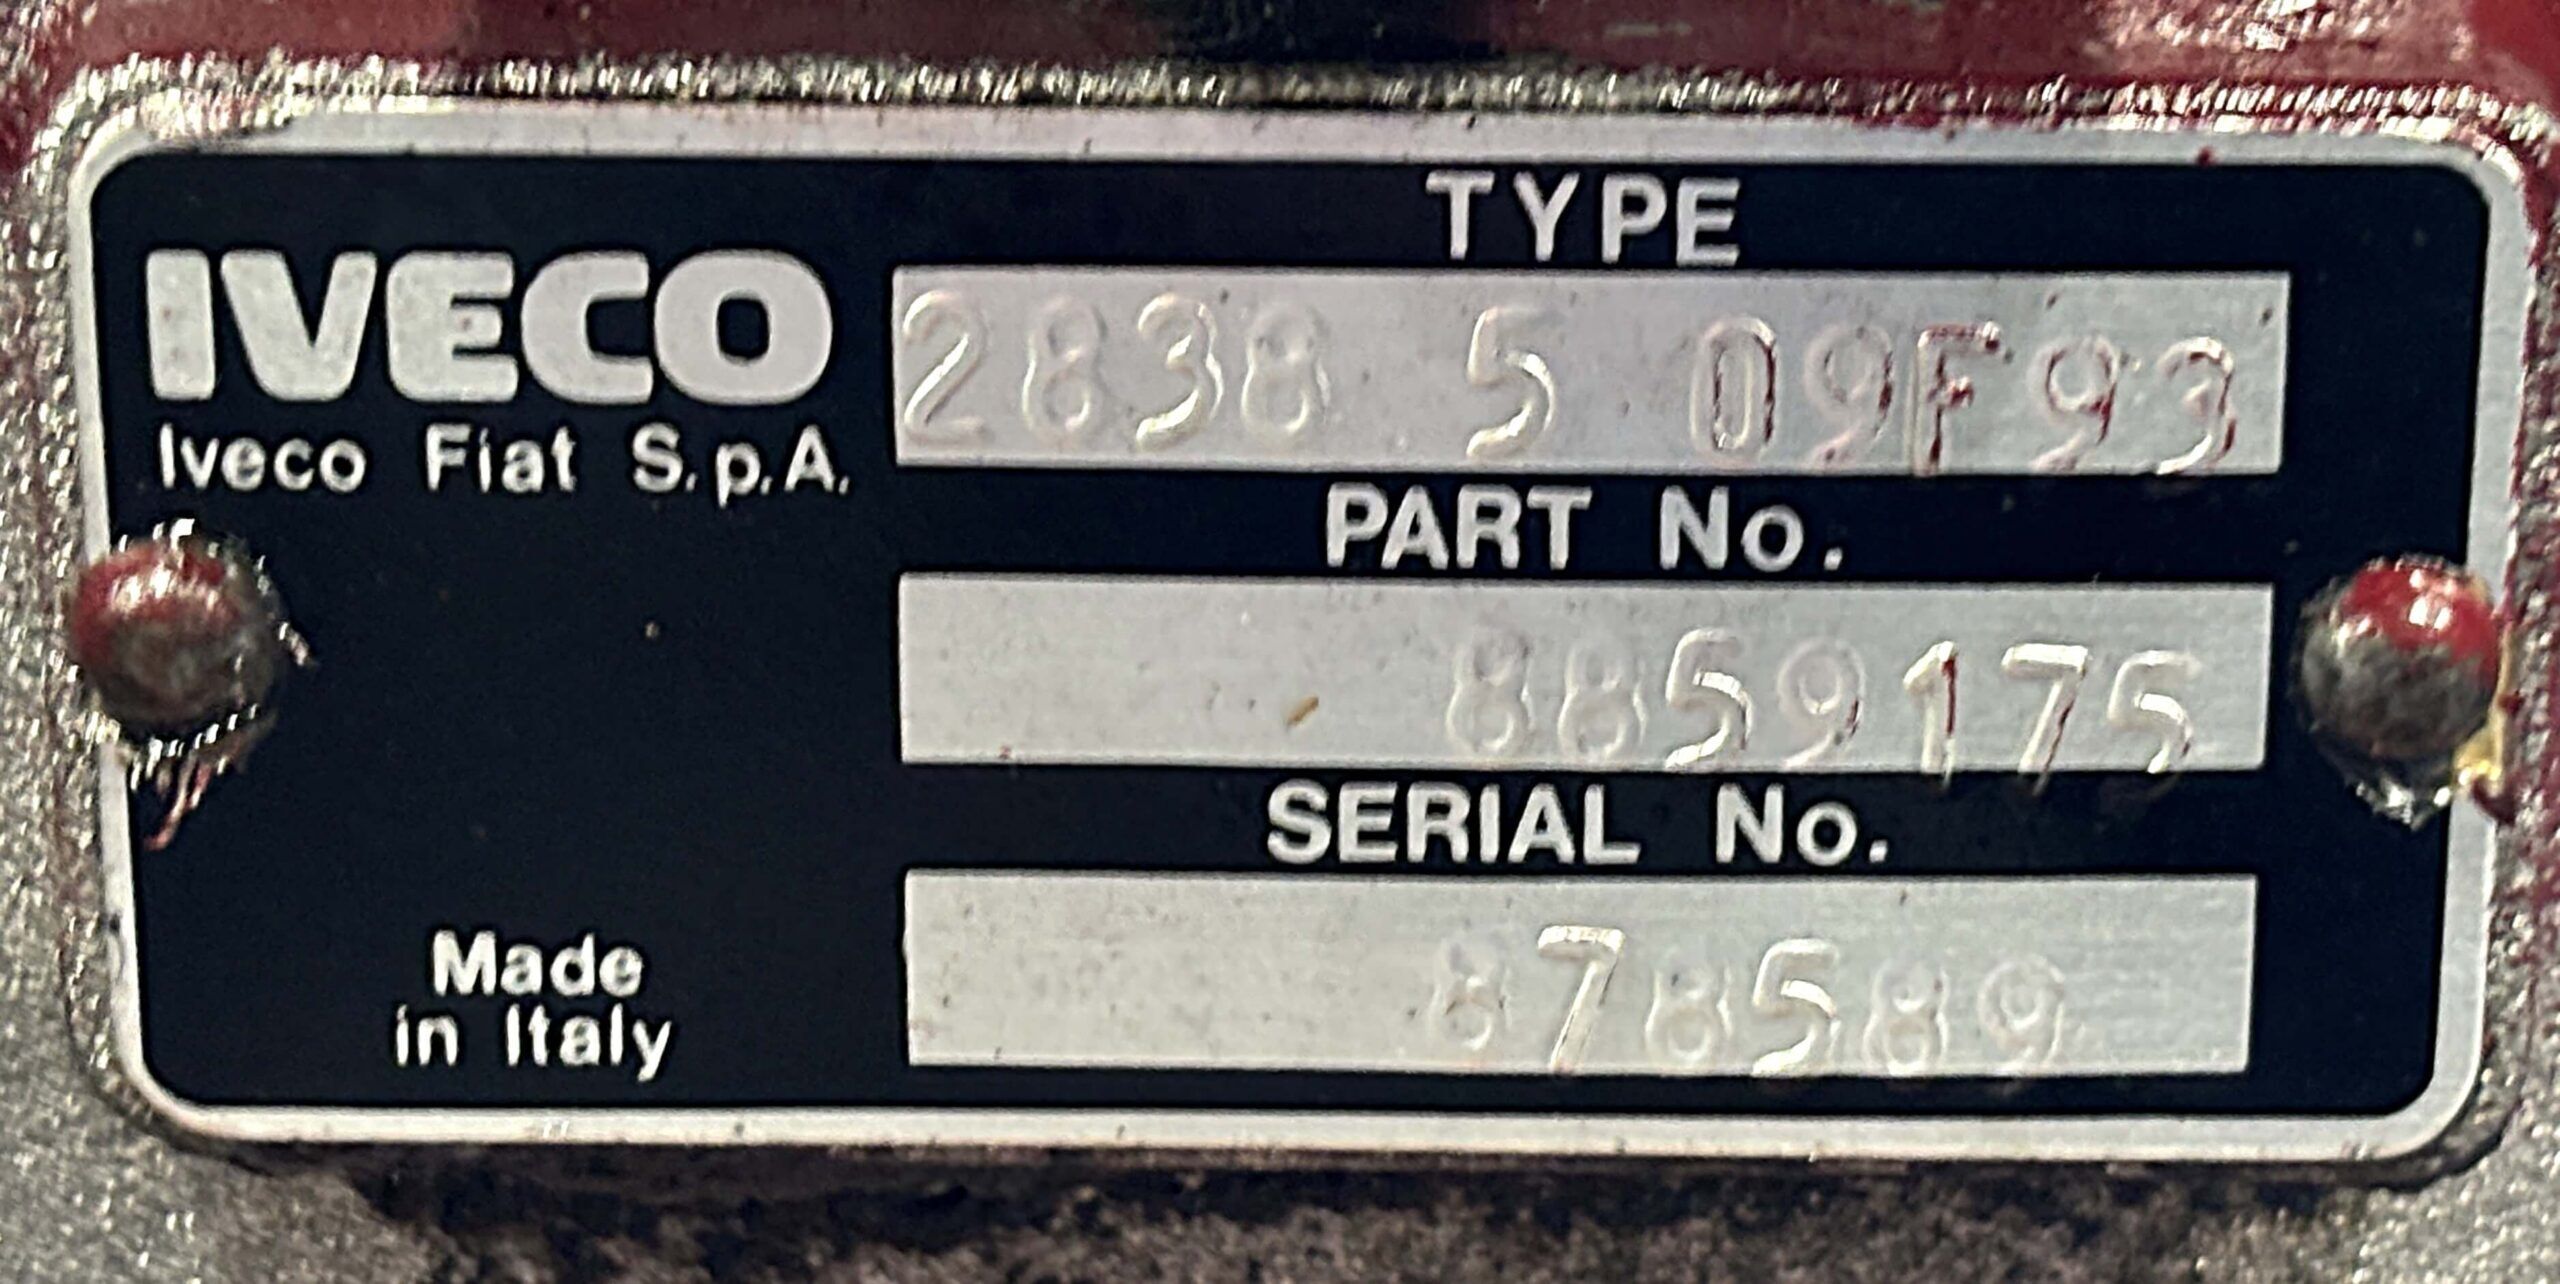 TYPE
IVECO
2838 5 09F93
Iveco Fiat S.p.A.
PART No.
8859175
SERIAL No.
878589
Made
in Italy